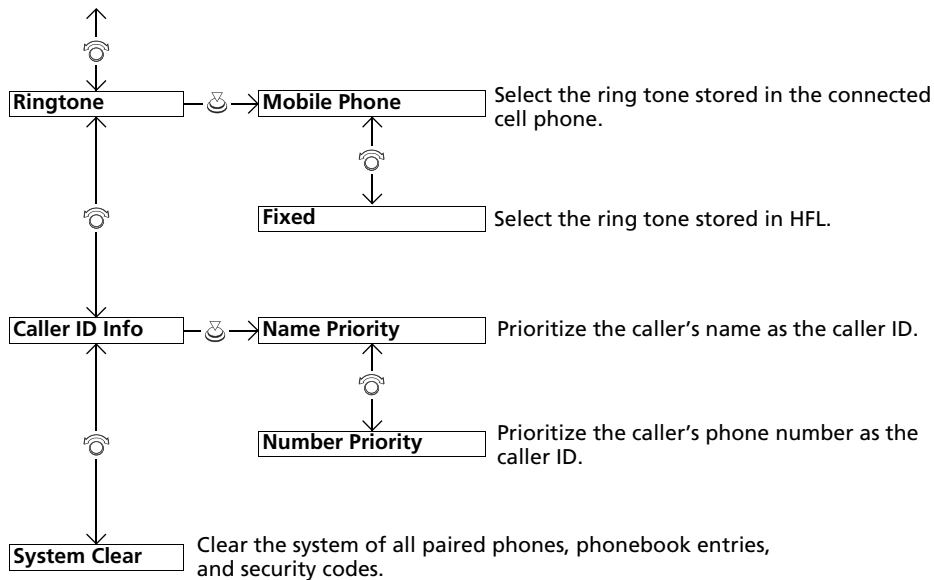 Ringtone
Mobile Phone
Select the ring tone stored in the connected
cell phone.
Fixed
Select the ring tone stored in HFL.
Caller ID Info
Name Priority
Prioritize the caller’s name as the caller ID.
Number Priority
Prioritize the caller’s phone number as the
caller ID.
System Clear
Clear the system of all paired phones, phonebook entries,
and security codes.